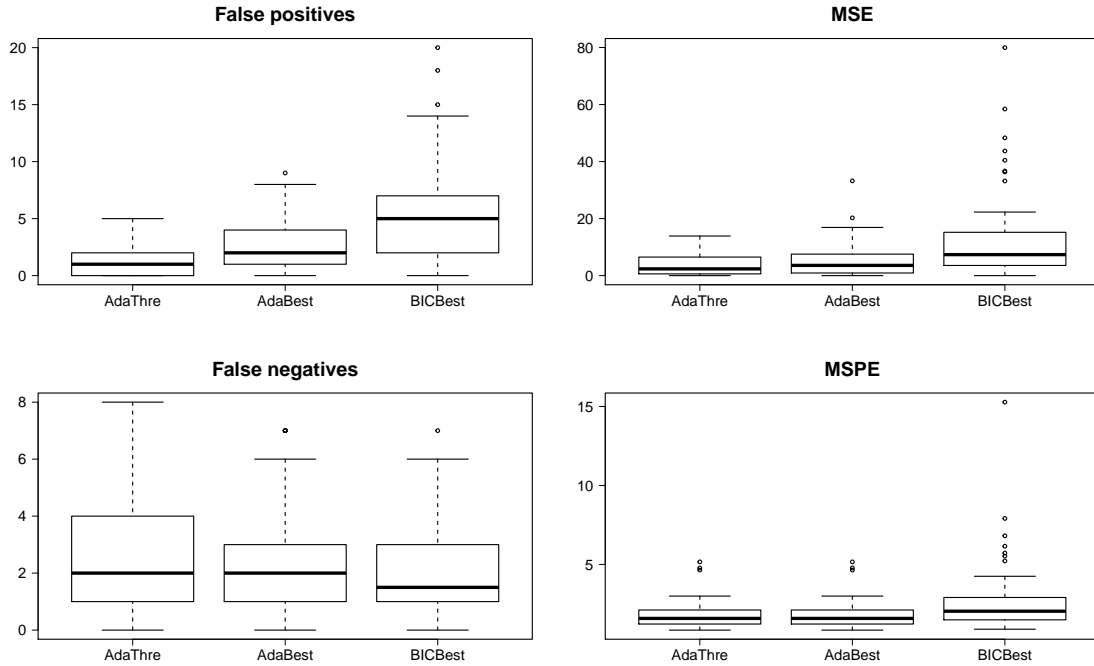 False positives
20
15
10
5
0
AdaThre AdaBest BICBest
MSE
80
60
40
20
0
AdaThre AdaBest BICBest
False negatives
8
6
4
2
0
AdaThre AdaBest BICBest
MSPE
15
10
5
AdaThre AdaBest BICBest